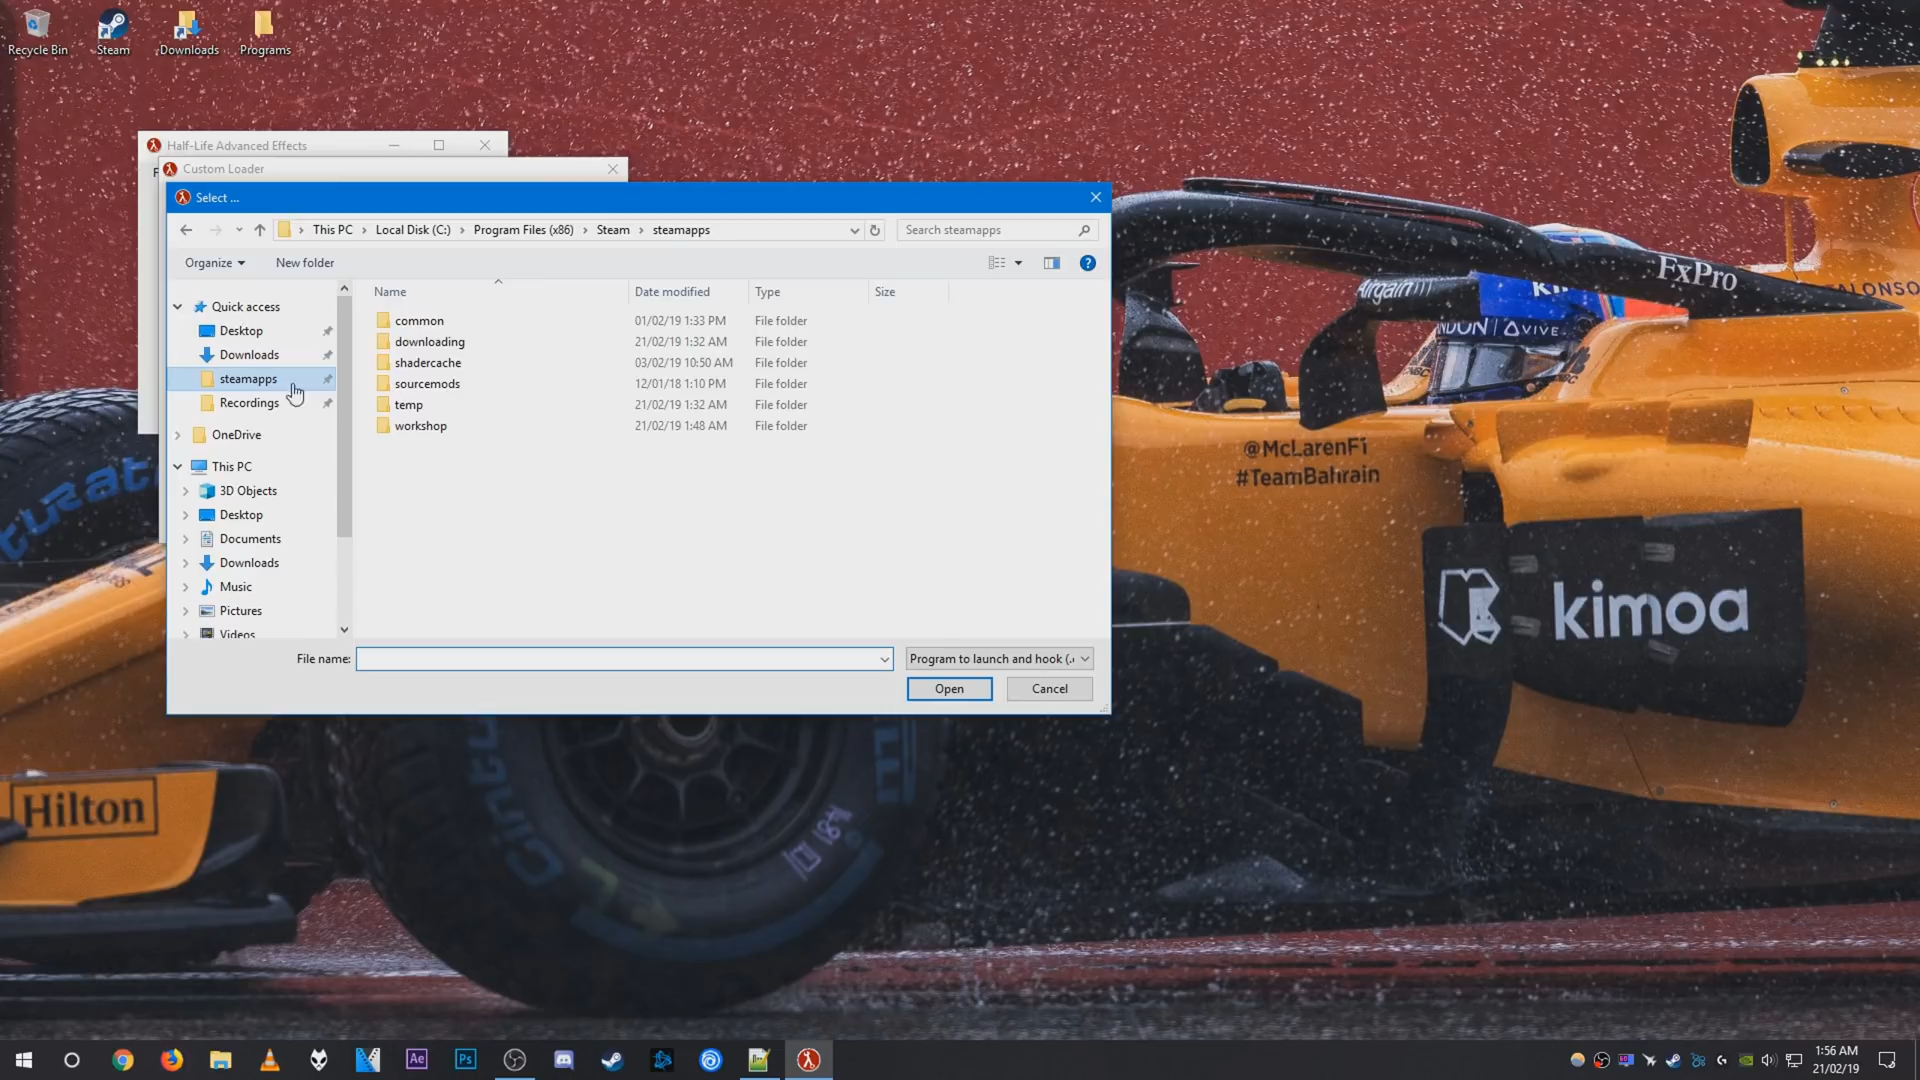 Recycle Bin
Steam
Downloads
Programs
Half-Life Advanced Effects
F
Custom Loader
Select ...
This PC > Local Disk (C:) > Program Files (x86) > Steam > steamapps
Search steamapps
Organize
New folder
Name
Date modified
Type
Size
Quick access
Desktop
Downloads
steamapps
Recordings
OneDrive
This PC
3D Objects
Desktop
Documents
Downloads
Music
Pictures
Videos
common 01/02/19 1:33 PM File folder
downloading 21/02/19 1:32 AM File folder
shadercache 03/02/19 10:50 AM File folder
sourcemods 12/01/18 1:10 PM File folder
temp 21/02/19 1:32 AM File folder
workshop 21/02/19 1:48 AM File folder
File name:
Program to launch and hook (.
Open
Cancel
FxPro
ALONSO
Airgain
VIVE
@McLarenF1
#TeamBahrain
kimoa
Hilton
Ae
Ps
1:56 AM
21/02/19